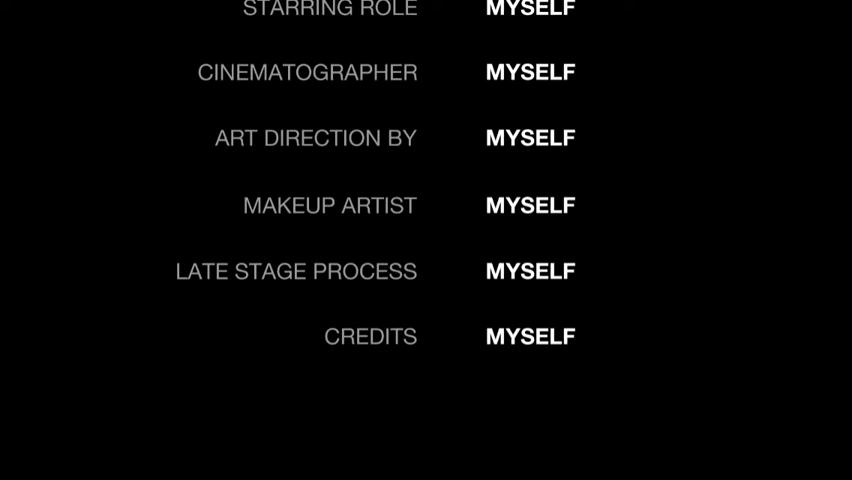 STARRING ROLE MYSELF
CINEMATOGRAPHER MYSELF
ART DIRECTION BY MYSELF
MAKEUP ARTIST MYSELF
LATE STAGE PROCESS MYSELF
CREDITS MYSELF